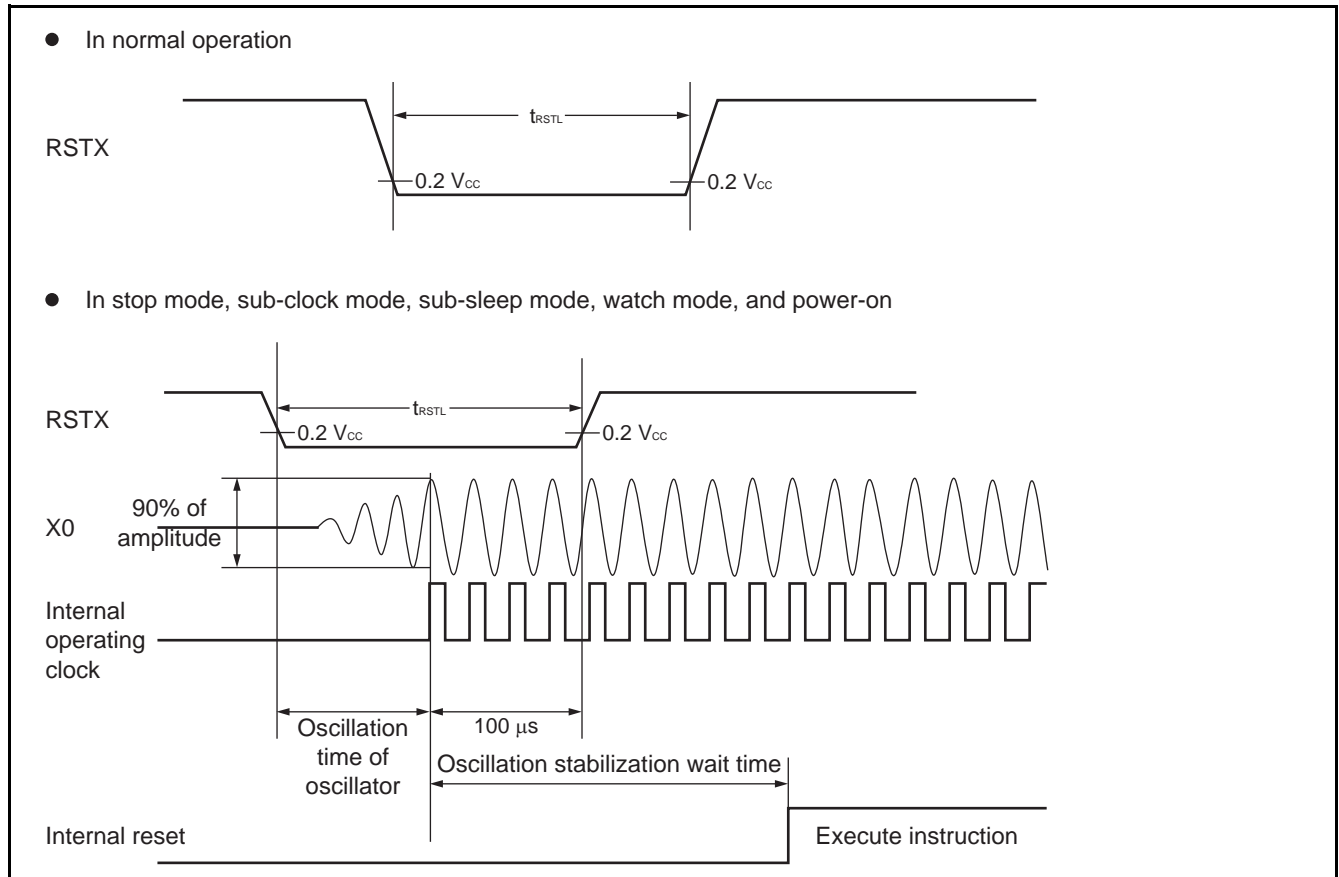 ● In normal operation
tRSTL
RSTX
0.2 Vcc
0.2 Vcc
● In stop mode, sub-clock mode, sub-sleep mode, watch mode, and power-on
tRSTL
RSTX
0.2 Vcc
0.2 Vcc
90% of
amplitude
X0
Internal
operating
clock
Oscillation
time of
oscillator
100 μs
Oscillation stabilization wait time
Internal reset
Execute instruction